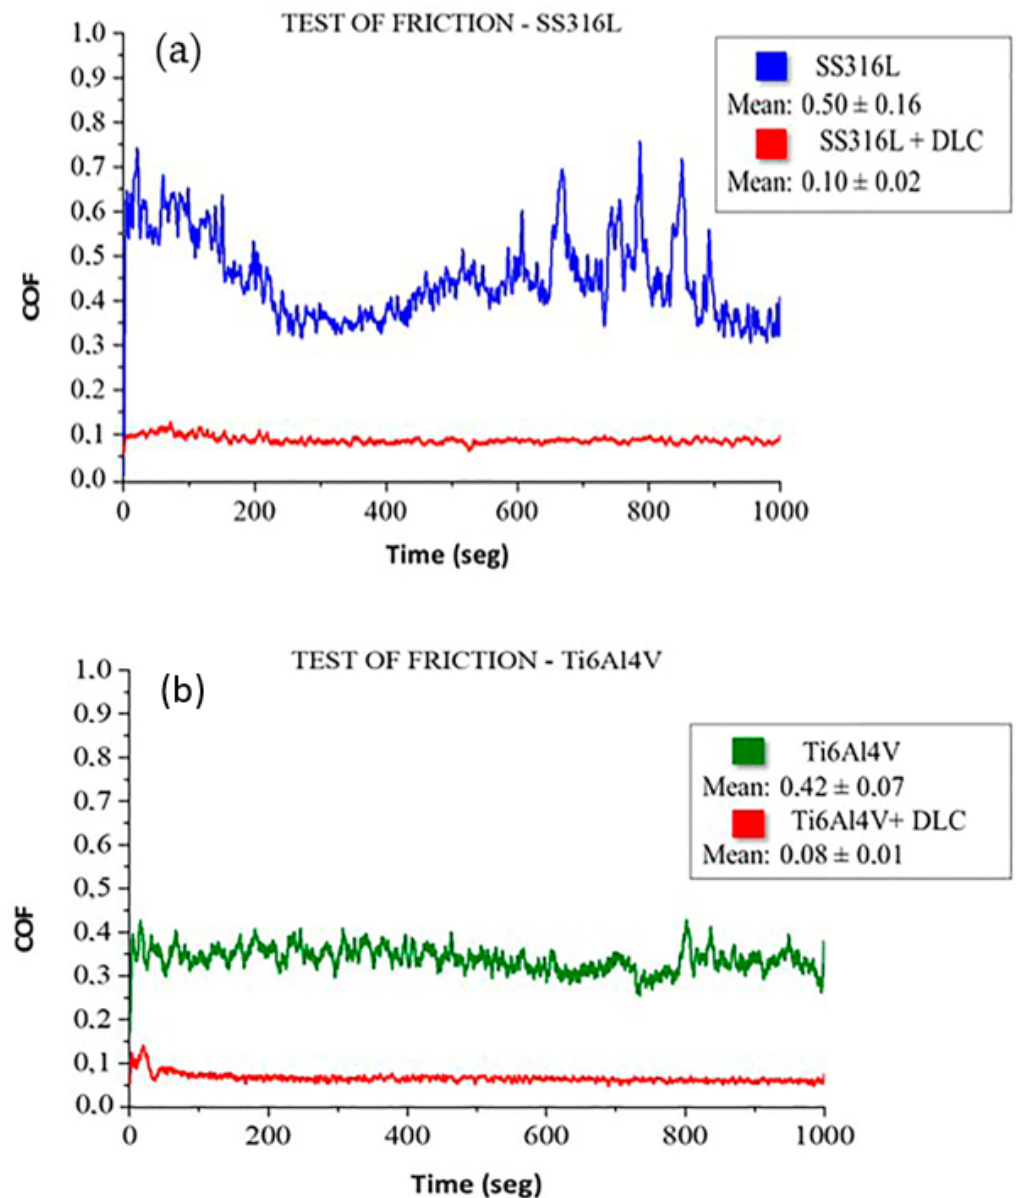 TEST OF FRICTION - SS316L
(a)
SS316L
Mean: 0.50 ± 0.16
SS316L + DLC
Mean: 0.10 ± 0.02
1.0
0.9
0.8
0.7
0.6
0.5
0.4
0.3
0.2
0.1
0.0
COF
0 200 400 600 800 1000
Time (seg)
TEST OF FRICTION - Ti6Al4V
(b)
Ti6Al4V
Mean: 0.42 ± 0.07
Ti6Al4V+ DLC
Mean: 0.08 ± 0.01
1.0
0.9
0.8
0.7
0.6
0.5
0.4
0.3
0.2
0.1
0.0
COF
0 200 400 600 800 1000
Time (seg)